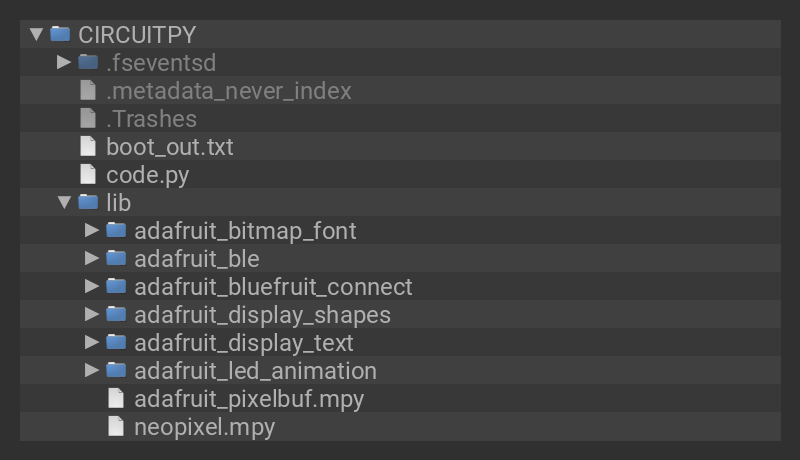 CIRCUITPY
.fseventsd
.metadata_never_index
.Trashes
boot_out.txt
code.py
lib
adafruit_bitmap_font
adafruit_ble
adafruit_bluefruit_connect
adafruit_display_shapes
adafruit_display_text
adafruit_led_animation
adafruit_pixelbuf.mpy
neopixel.mpy